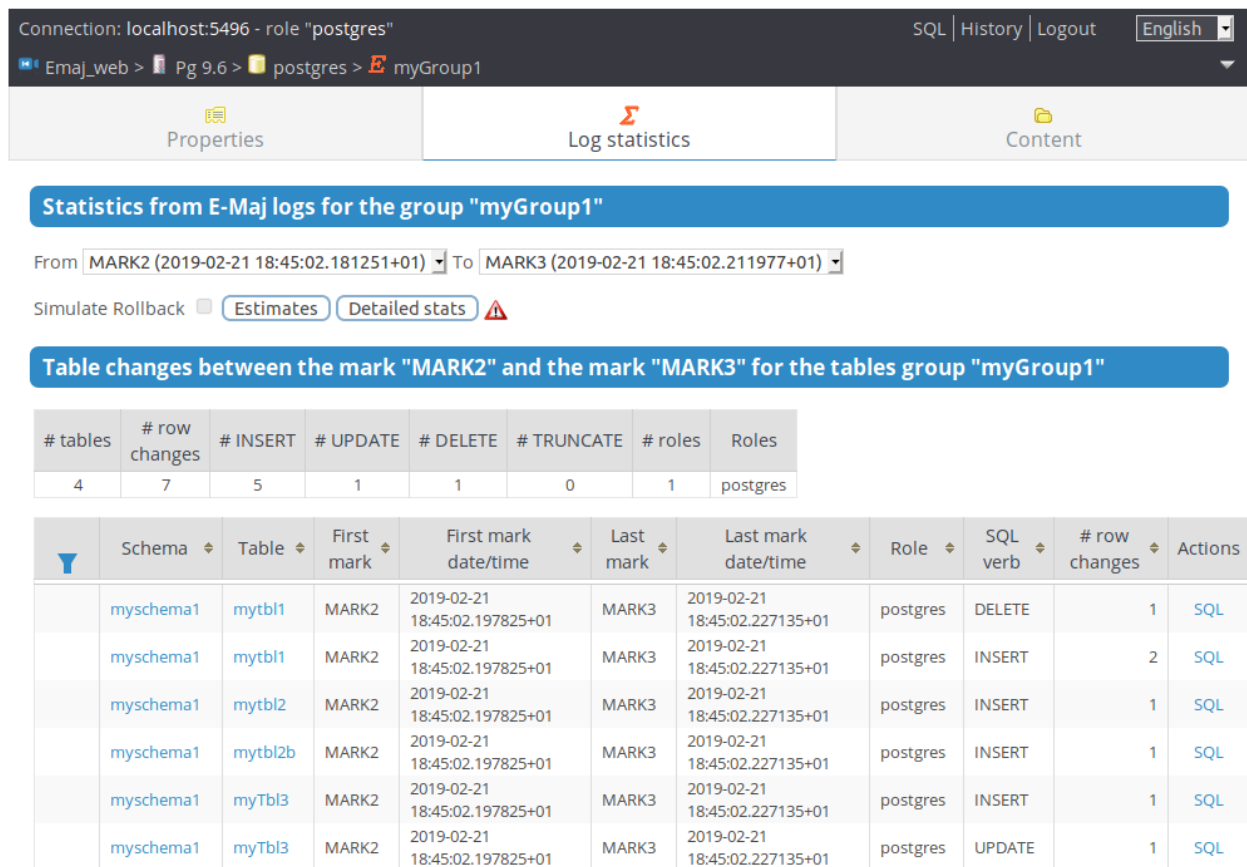 Connection: localhost:5496 - role "postgres"
SQL | History | Logout English
Emaj_web > Pg 9.6 > postgres > E myGroup1
Properties
Log statistics
Content
Statistics from E-Maj logs for the group "myGroup1"
From MARK2 (2019-02-21 18:45:02.181251+01) To MARK3 (2019-02-21 18:45:02.211977+01)
Simulate Rollback Estimates Detailed stats
Table changes between the mark "MARK2" and the mark "MARK3" for the tables group "myGroup1"
# tables # row changes # INSERT # UPDATE # DELETE # TRUNCATE # roles Roles
4 7 5 1 1 0 1 postgres
Schema Table First mark First mark date/time Last mark Last mark date/time Role SQL verb # row changes Actions
myschema1 mytbl1 MARK2 2019-02-21 18:45:02.197825+01 MARK3 2019-02-21 18:45:02.227135+01 postgres DELETE 1 SQL
myschema1 mytbl1 MARK2 2019-02-21 18:45:02.197825+01 MARK3 2019-02-21 18:45:02.227135+01 postgres INSERT 2 SQL
myschema1 mytbl2 MARK2 2019-02-21 18:45:02.197825+01 MARK3 2019-02-21 18:45:02.227135+01 postgres INSERT 1 SQL
myschema1 mytbl2b MARK2 2019-02-21 18:45:02.197825+01 MARK3 2019-02-21 18:45:02.227135+01 postgres INSERT 1 SQL
myschema1 myTbl3 MARK2 2019-02-21 18:45:02.197825+01 MARK3 2019-02-21 18:45:02.227135+01 postgres INSERT 1 SQL
myschema1 myTbl3 MARK2 2019-02-21 18:45:02.197825+01 MARK3 2019-02-21 18:45:02.227135+01 postgres UPDATE 1 SQL